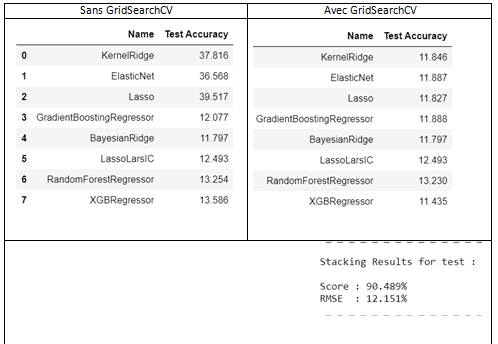 Sans GridSearchCV Avec GridSearchCV
Name Test Accuracy Name Test Accuracy
0 KernelRidge 37.816 KernelRidge 11.846
1 ElasticNet 36.568 ElasticNet 11.887
2 Lasso 39.517 Lasso 11.827
3 GradientBoostingRegressor 12.077 GradientBoostingRegressor 11.888
4 BayesianRidge 11.797 BayesianRidge 11.797
5 LassoLarsIC 12.493 LassoLarsIC 12.493
6 RandomForestRegressor 13.254 RandomForestRegressor 13.230
7 XGBRegressor 13.586 XGBRegressor 11.435
Stacking Results for test :
Score : 90.489%
RMSE : 12.151%